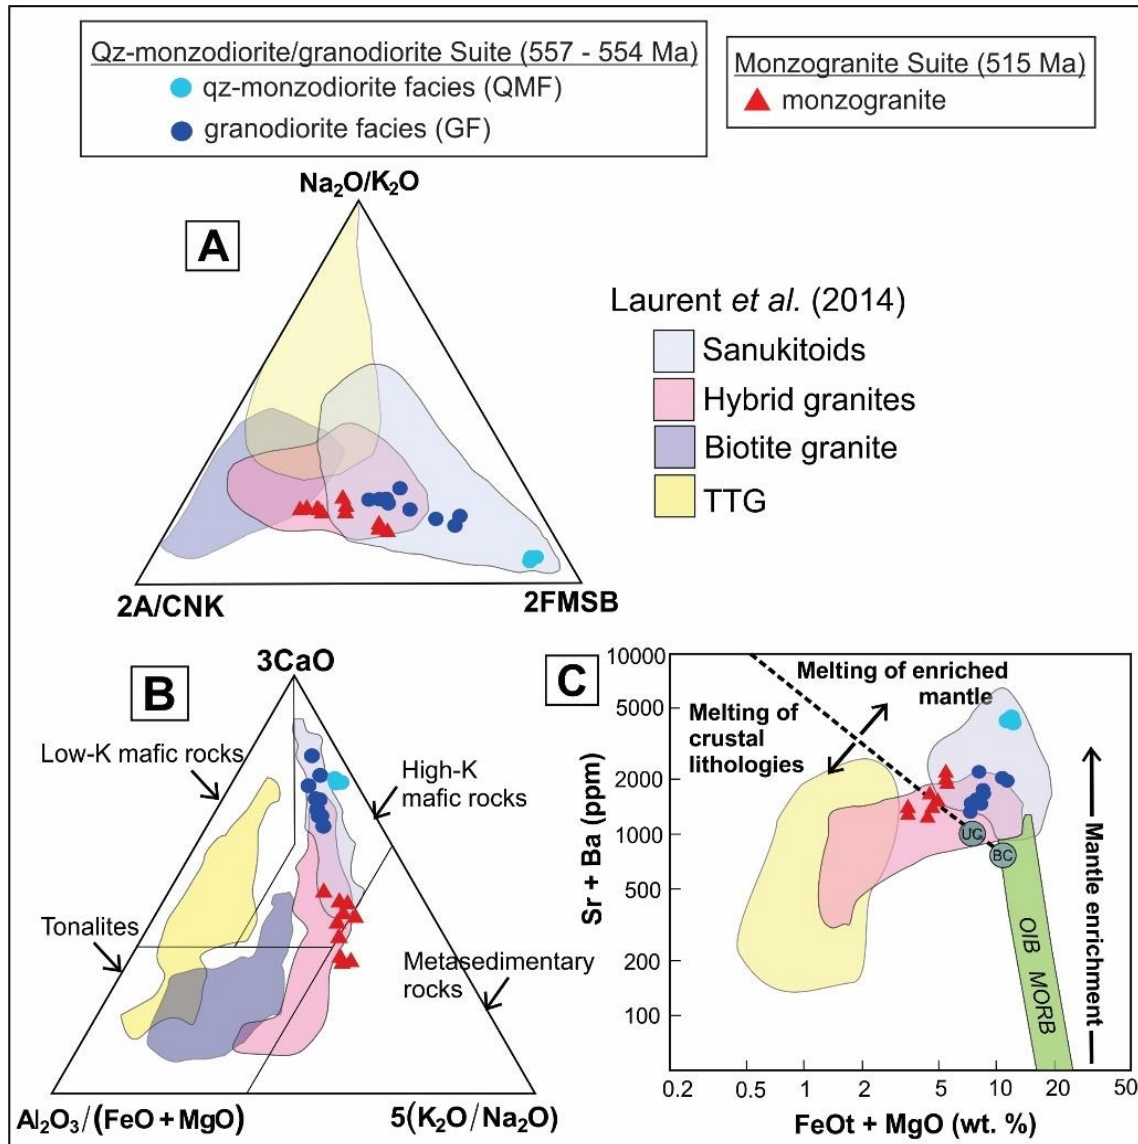 Qz-monzodiorite/granodiorite Suite (557 - 554 Ma)
qz-monzodiorite facies (QMF)
granodiorite facies (GF)
Monzogranite Suite (515 Ma)
monzogranite
A
Na₂O/K₂O
2A/CNK
2FMSB
Laurent et al. (2014)
Sanukitoids
Hybrid granites
Biotite granite
TTG
B
3CaO
Low-K mafic rocks
High-K
mafic rocks
Tonalites
Metasedimentary
rocks
Al₂O₃/(FeO + MgO)
5(K₂O/Na₂O)
C
Sr + Ba (ppm)
10000
5000
2000
1000
500
200
100
Melting of enriched
mantle
Melting of
crustal
lithologies
UC
BC
OIB MORB
Mantle enrichment
0.2 0.5 1 2 5 10 20 50
FeOt + MgO (wt. %)